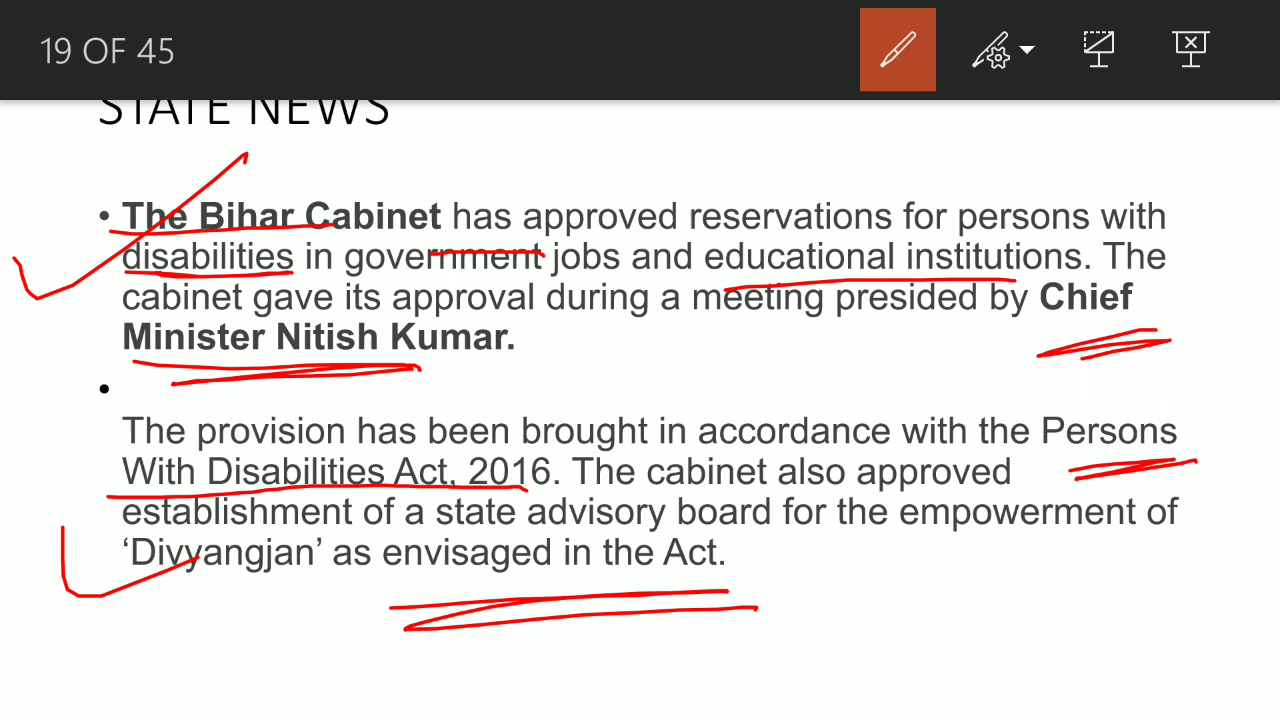 19 OF 45
STATE NEWS
• The Bihar Cabinet has approved reservations for persons with
disabilities in government jobs and educational institutions. The
cabinet gave its approval during a meeting presided by Chief
Minister Nitish Kumar.
•
The provision has been brought in accordance with the Persons
With Disabilities Act, 2016. The cabinet also approved
establishment of a state advisory board for the empowerment of
‘Divyangjan’ as envisaged in the Act.